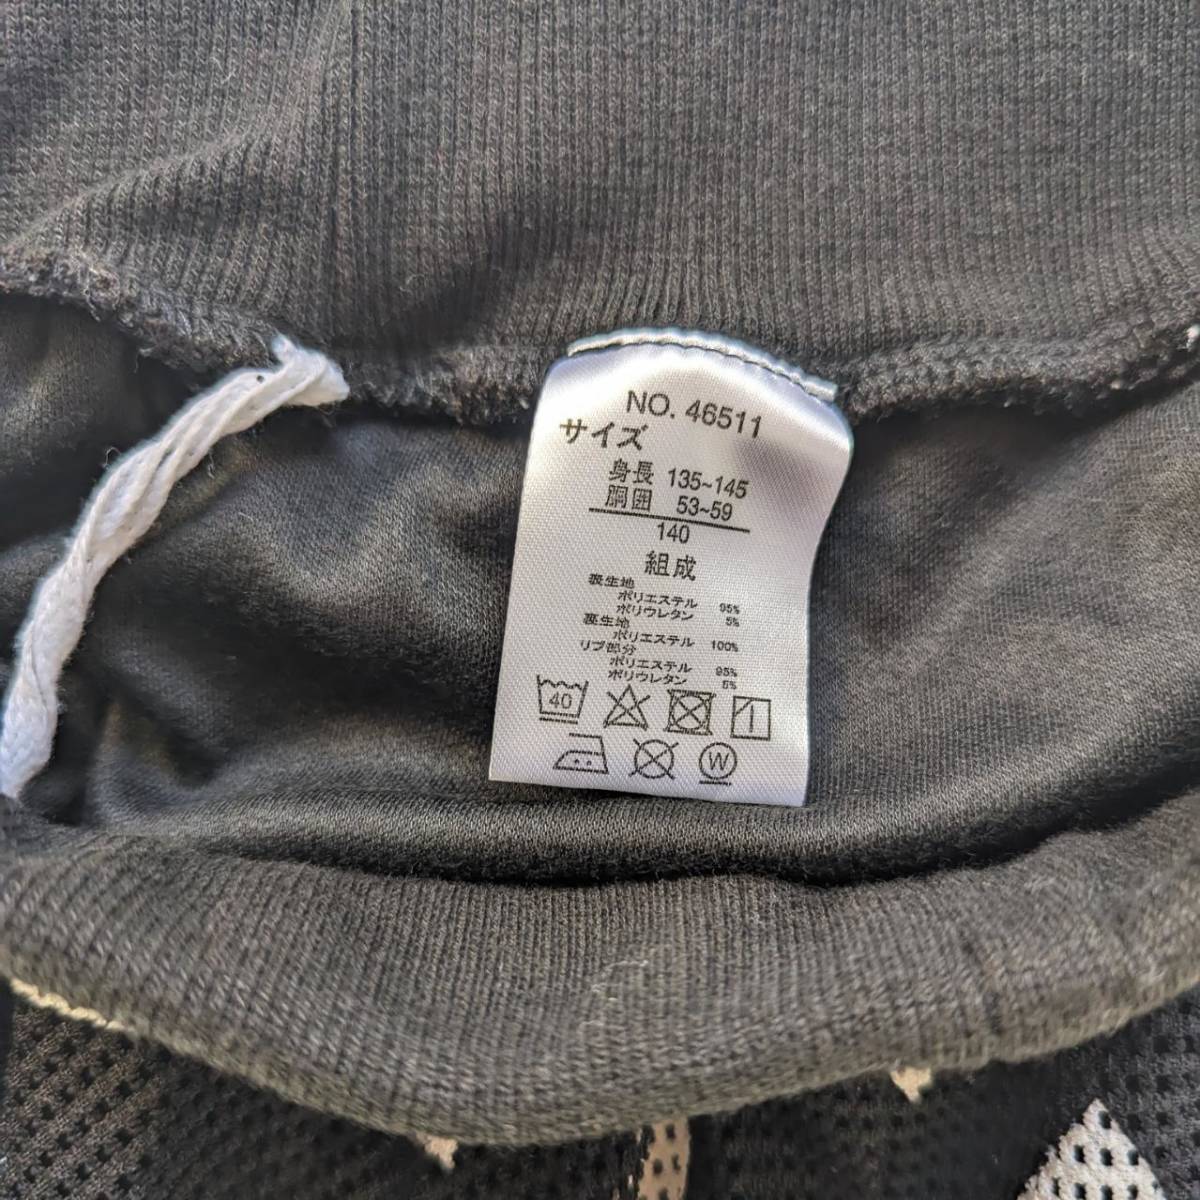 NO. 46511
サイズ
身長 135~145
胴囲 53~59
140
組成
表生地
ポリエステル 95%
ポリウレタン 5%
裏生地
ポリエステル 100%
リブ部分
ポリエステル 95%
ポリウレタン 5%
40
W